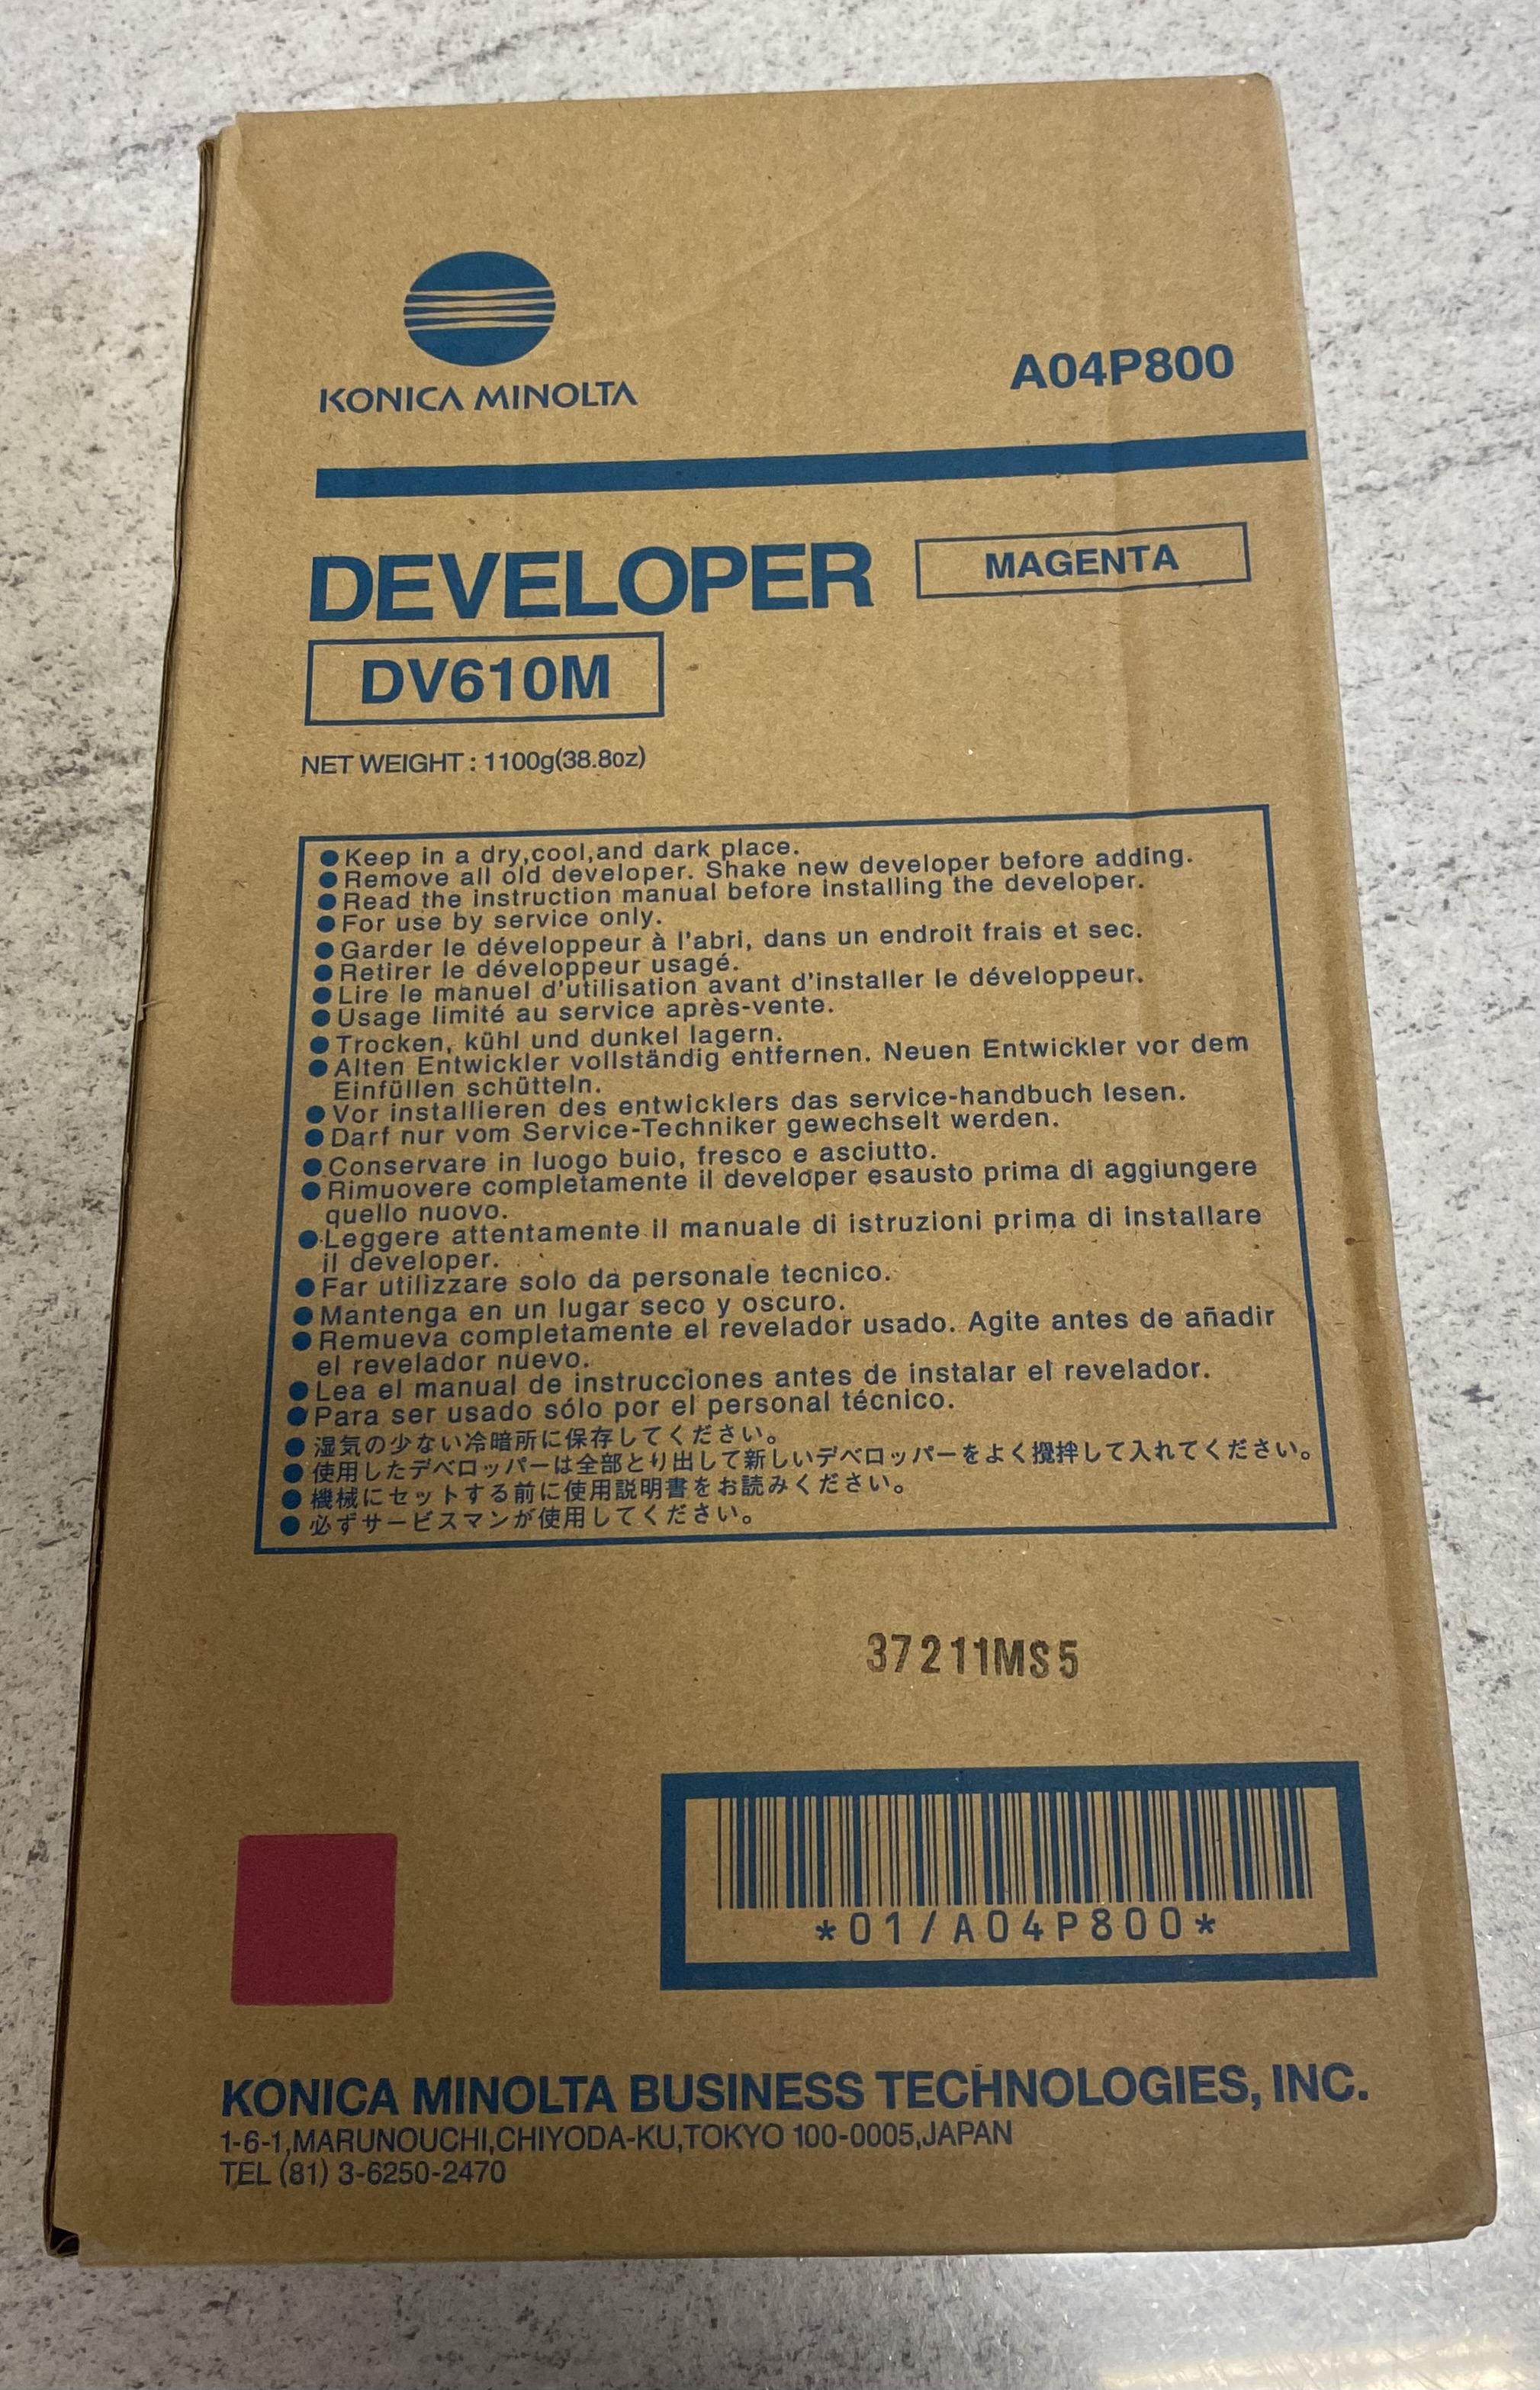 KONICA MINOLTA
A04P800
DEVELOPER
MAGENTA
DV610M
NET WEIGHT : 1100g(38.8oz)
●Keep in a dry,cool,and dark place.
●Remove all old developer. Shake new developer before adding.
●Read the instruction manual before installing the developer.
●For use by service only.
●Garder le développeur à l'abri, dans un endroit frais et sec.
●Retirer le développeur usagé.
●Lire le manuel d'utilisation avant d'installer le développeur.
●Usage limité au service après-vente.
●Trocken, kühl und dunkel lagern.
●Alten Entwickler vollständig entfernen. Neuen Entwickler vor dem
Einfüllen schütteln.
●Vor installieren des entwicklers das service-handbuch lesen.
●Darf nur vom Service-Techniker gewechselt werden.
●Conservare in luogo buio, fresco e asciutto.
●Rimuovere completamente il developer esausto prima di aggiungere
quello nuovo.
●Leggere attentamente il manuale di istruzioni prima di installare
il developer.
●Far utilizzare solo da personale tecnico.
●Mantenga en un lugar seco y oscuro.
●Remueva completamente el revelador usado. Agite antes de añadir
el revelador nuevo.
●Lea el manual de instrucciones antes de instalar el revelador.
●Para ser usado sólo por el personal técnico.
●湿気の少ない冷暗所に保存してください。
●使用したデベロッパーは全部とり出して新しいデベロッパーをよく攪拌して入れてください。
●機械にセットする前に使用説明書をお読みください。
●必ずサービスマンが使用してください。
37211MS5
*01/A04P800*
KONICA MINOLTA BUSINESS TECHNOLOGIES, INC.
1-6-1,MARUNOUCHI,CHIYODA-KU,TOKYO 100-0005,JAPAN
TEL (81) 3-6250-2470